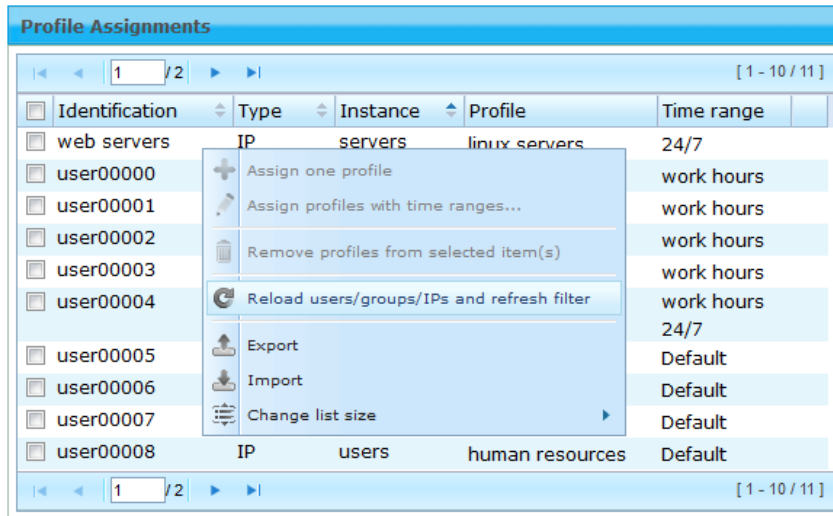 Profile Assignments
1 / 2 [ 1 - 10 / 11 ]
Identification Type Instance Profile Time range
web servers IP servers linux servers 24/7
user00000 work hours
user00001 work hours
user00002 work hours
user00003 work hours
user00004 work hours
24/7
user00005 Default
user00006 Default
user00007 Default
user00008 IP users human resources Default
Assign one profile
Assign profiles with time ranges...
Remove profiles from selected item(s)
Reload users/groups/IPs and refresh filter
Export
Import
Change list size
1 / 2 [ 1 - 10 / 11 ]